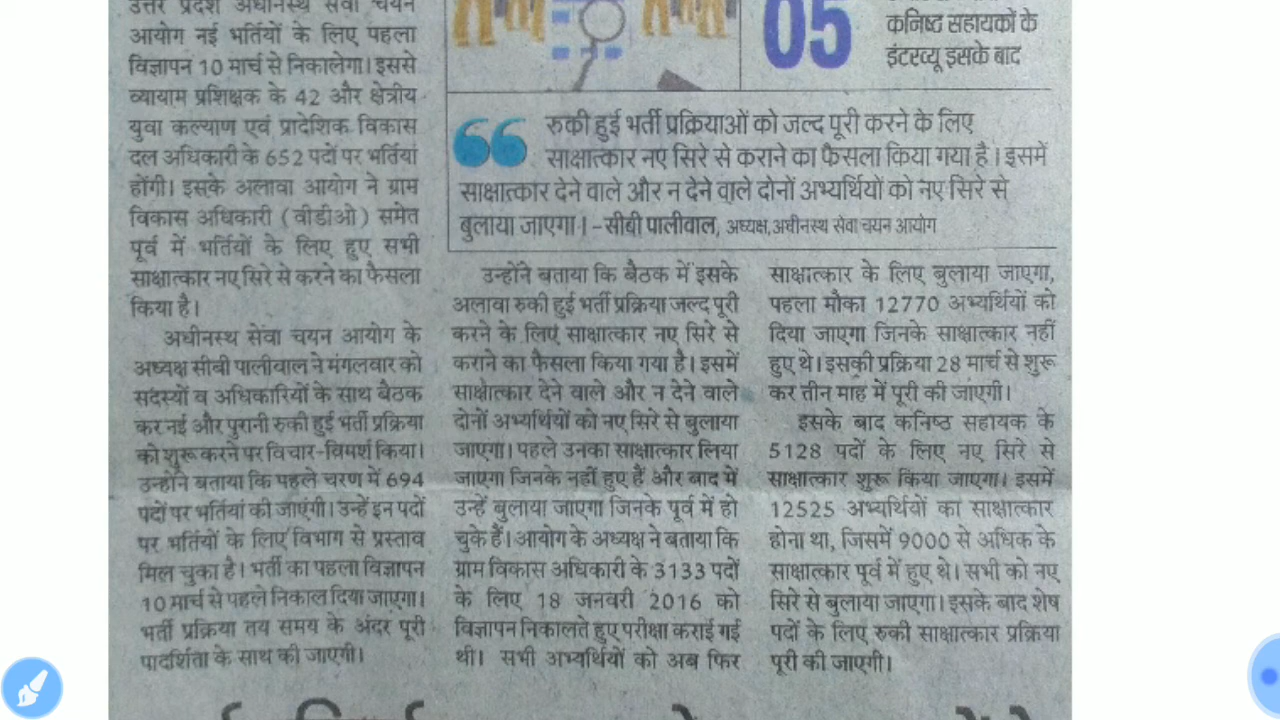 उत्तर प्रदेश अधीनस्थ सेवा चयन
आयोग नई भर्तियों के लिए पहला
विज्ञापन 10 मार्च से निकालेगा। इससे
व्यायाम प्रशिक्षक के 42 और क्षेत्रीय
युवा कल्याण एवं प्रादेशिक विकास
दल अधिकारी के 652 पदों पर भर्तियां
होंगी। इसके अलावा आयोग ने ग्राम
विकास अधिकारी (वीडीओ) समेत
पूर्व में भर्तियों के लिए हुए सभी
साक्षात्कार नए सिरे से करने का फैसला
किया है।
अधीनस्थ सेवा चयन आयोग के
अध्यक्ष सीबी पालीवाल ने मंगलवार को
सदस्यों व अधिकारियों के साथ बैठक
कर नई और पुरानी रुकी हुई भर्ती प्रक्रिया
को शुरू करने पर विचार-विमर्श किया।
उन्होंने बताया कि पहले चरण में 694
पदों पर भर्तियां की जाएंगी। उन्हें इन पदों
पर भर्तियों के लिए विभाग से प्रस्ताव
मिल चुका है। भर्ती का पहला विज्ञापन
10 मार्च से पहले निकाल दिया जाएगा।
भर्ती प्रक्रिया तय समय के अंदर पूरी
पादर्शिता के साथ की जाएगी।
05
कनिष्ठ सहायकों के
इंटरव्यू इसके बाद
रुकी हुई भर्ती प्रक्रियाओं को जल्द पूरी करने के लिए
साक्षात्कार नए सिरे से कराने का फैसला किया गया है। इसमें
साक्षात्कार देने वाले और न देने वाले दोनों अभ्यर्थियों को नए सिरे से
बुलाया जाएगा। -सीबी पालीवाल, अध्यक्ष,अधीनस्थ सेवा चयन आयोग
उन्होंने बताया कि बैठक में इसके
अलावा रुकी हुई भर्ती प्रक्रिया जल्द पूरी
करने के लिए साक्षात्कार नए सिरे से
कराने का फैसला किया गया है। इसमें
साक्षात्कार देने वाले और न देने वाले
दोनों अभ्यर्थियों को नए सिरे से बुलाया
जाएगा। पहले उनका साक्षात्कार लिया
जाएगा जिनके नहीं हुए हैं और बाद में
उन्हें बुलाया जाएगा जिनके पूर्व में हो
चुके हैं। आयोग के अध्यक्ष ने बताया कि
ग्राम विकास अधिकारी के 3133 पदों
के लिए 18 जनवरी 2016 को
विज्ञापन निकालते हुए परीक्षा कराई गई
थी। सभी अभ्यर्थियों को अब फिर
साक्षात्कार के लिए बुलाया जाएगा,
पहला मौका 12770 अभ्यर्थियों को
दिया जाएगा जिनके साक्षात्कार नहीं
हुए थे। इसकी प्रक्रिया 28 मार्च से शुरू
कर तीन माह में पूरी की जाएगी।
इसके बाद कनिष्ठ सहायक के
5128 पदों के लिए नए सिरे से
साक्षात्कार शुरू किया जाएगा। इसमें
12525 अभ्यर्थियों का साक्षात्कार
होना था, जिसमें 9000 से अधिक के
साक्षात्कार पूर्व में हुए थे। सभी को नए
सिरे से बुलाया जाएगा। इसके बाद शेष
पदों के लिए रुकी साक्षात्कार प्रक्रिया
पूरी की जाएगी।